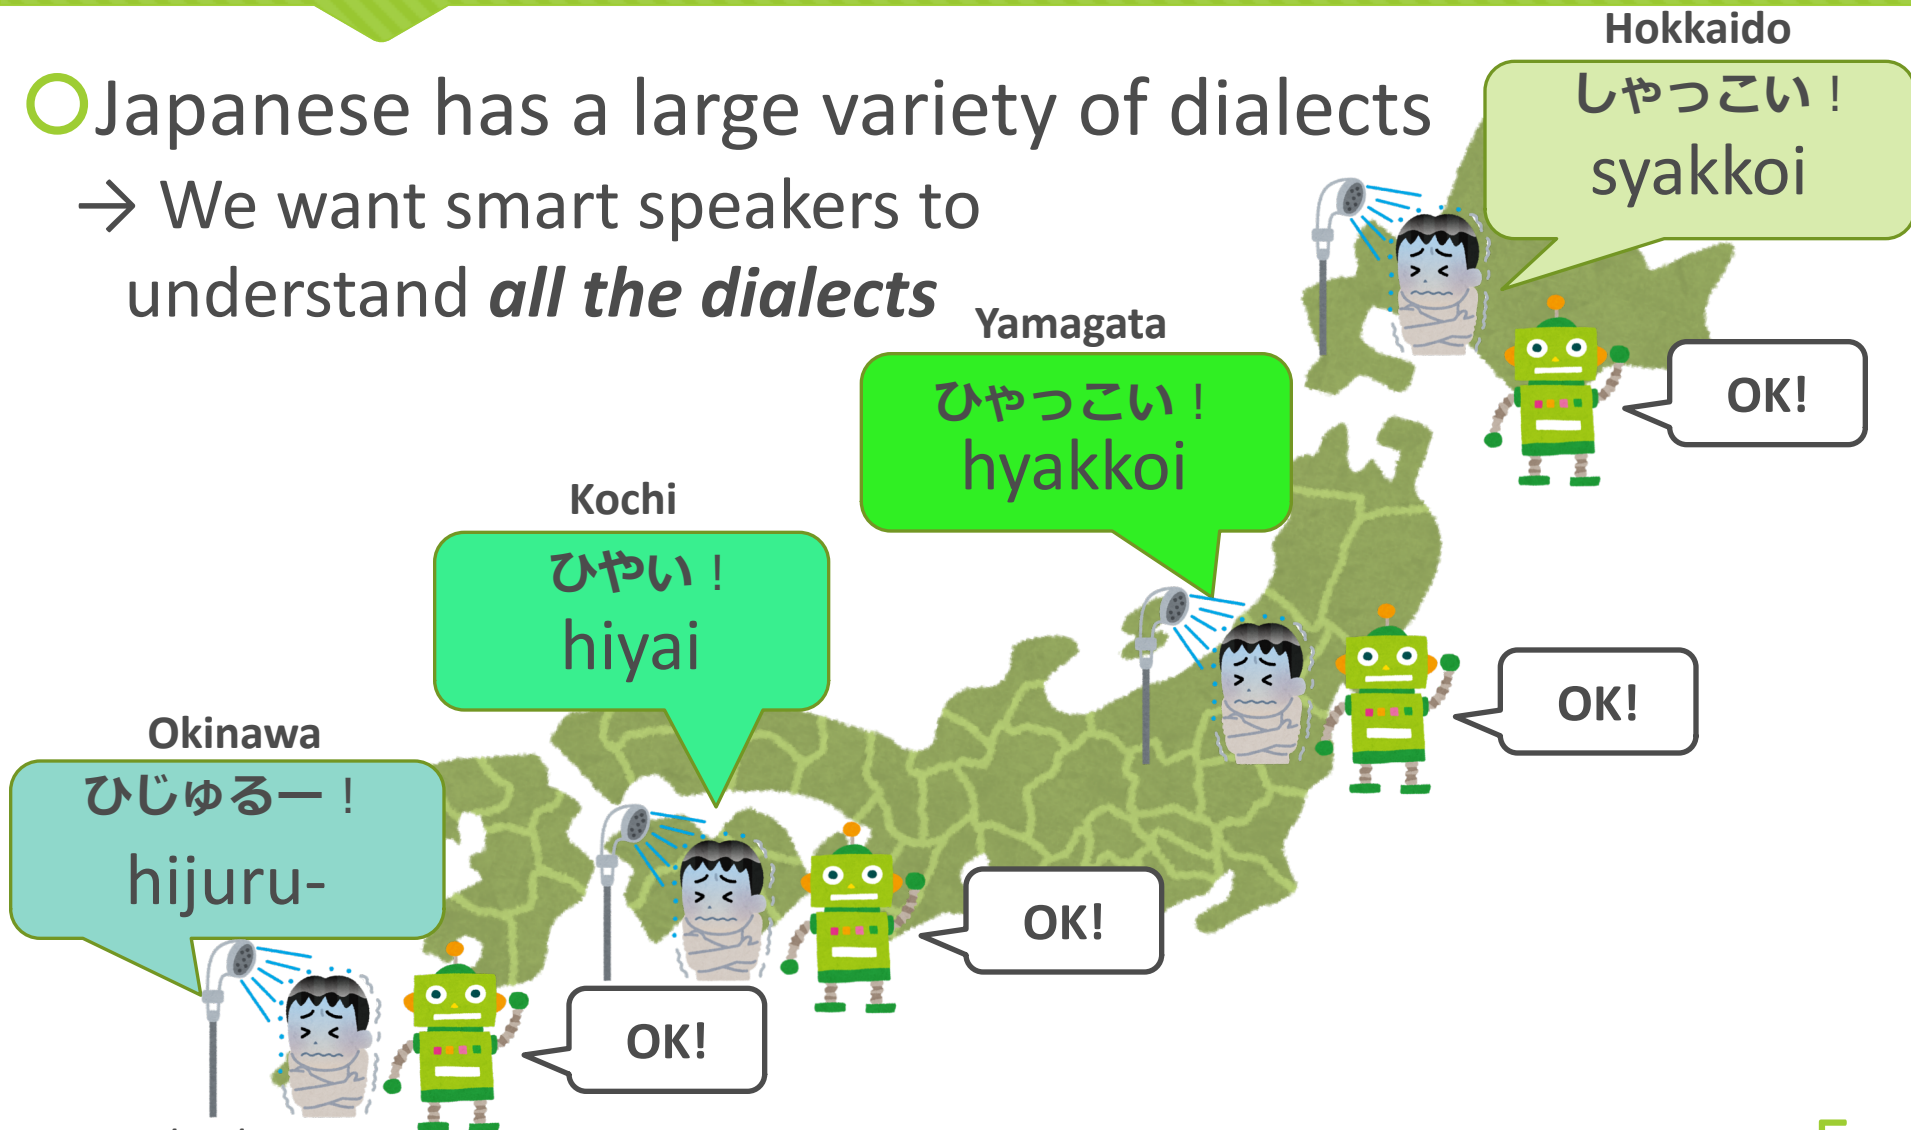 Japanese has a large variety of dialects
→ We want smart speakers to
understand all the dialects
Hokkaido
しゃっこい！
syakkoi
OK!
Yamagata
ひゃっこい！
hyakkoi
OK!
Kochi
ひやい！
hiyai
OK!
Okinawa
ひじゅるー！
hijuru-
OK!